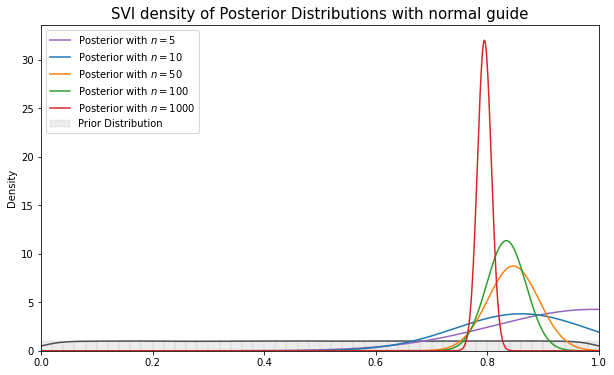 SVI density of Posterior Distributions with normal guide
Posterior with n = 5
Posterior with n = 10
Posterior with n = 50
Posterior with n = 100
Posterior with n = 1000
Prior Distribution
Density
30
25
20
15
10
5
0
0.0 0.2 0.4 0.6 0.8 1.0